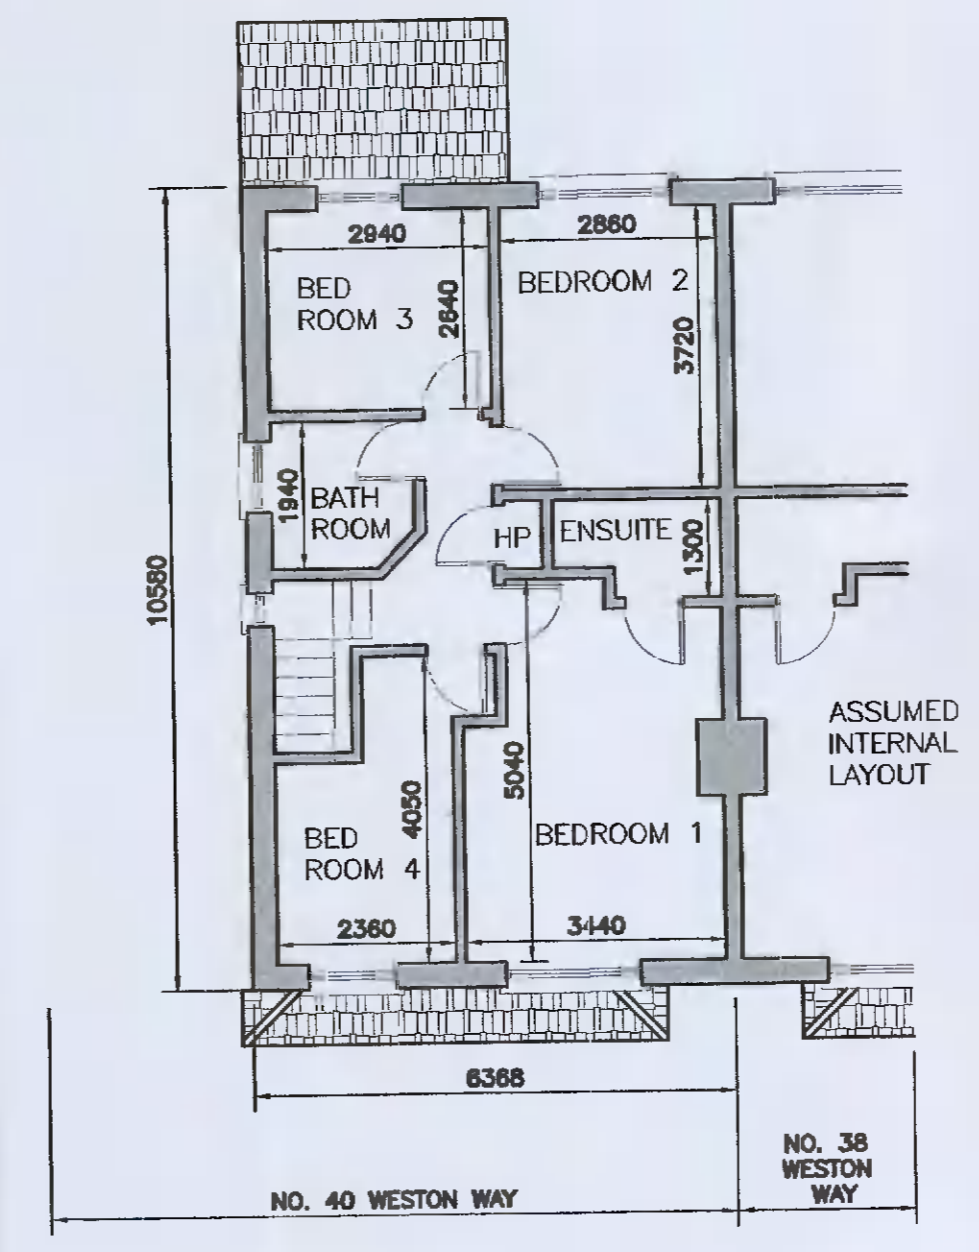 2940
2860
BED
ROOM 3
2640
BEDROOM 2
3720
1940
BATH
ROOM
HP
ENSUITE
1300
10580
ASSUMED
INTERNAL
LAYOUT
5040
4050
BED
ROOM 4
BEDROOM 1
2360
3440
6368
NO. 38
WESTON
WAY
NO. 40 WESTON WAY